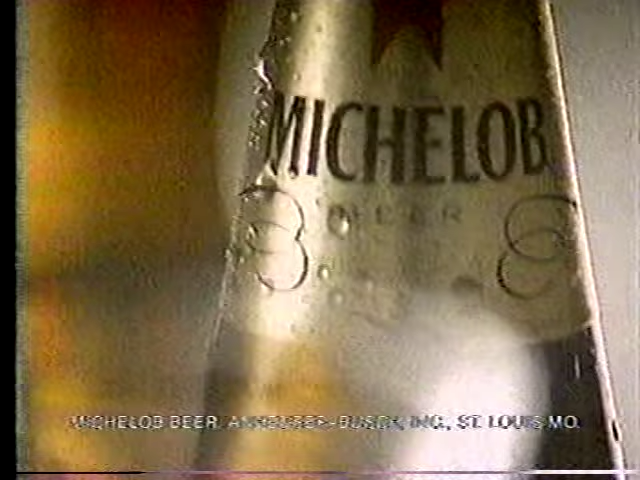 MICHELOB
BEER
MICHELOB BEER, ANHEUSER-BUSCH, INC., ST. LOUIS, MO.